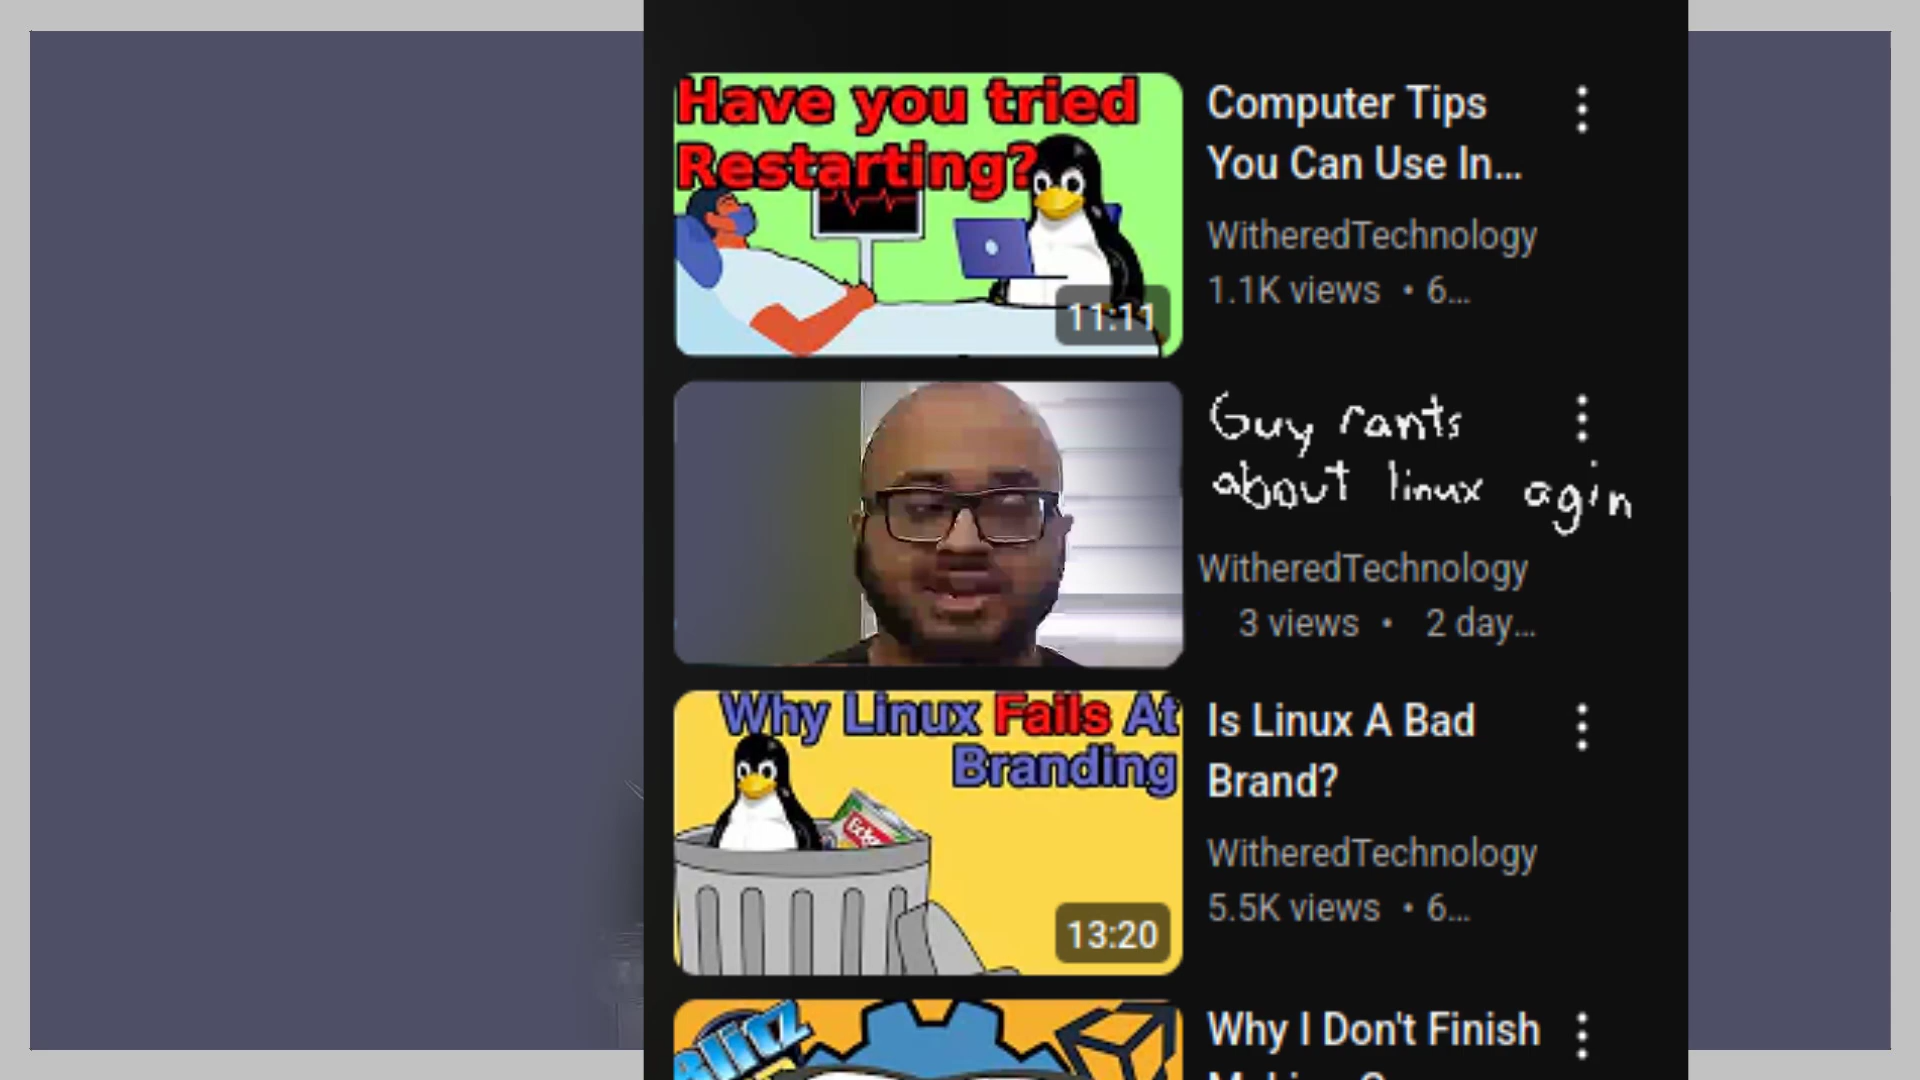 Have you tried
Restarting?
11:11
Computer Tips
You Can Use In...
WitheredTechnology
1.1K views • 6...
Guy rants
about linux agin
WitheredTechnology
3 views • 2 day...
Why Linux Fails At
Branding
13:20
Is Linux A Bad
Brand?
WitheredTechnology
5.5K views • 6...
Blitz
Why I Don't Finish